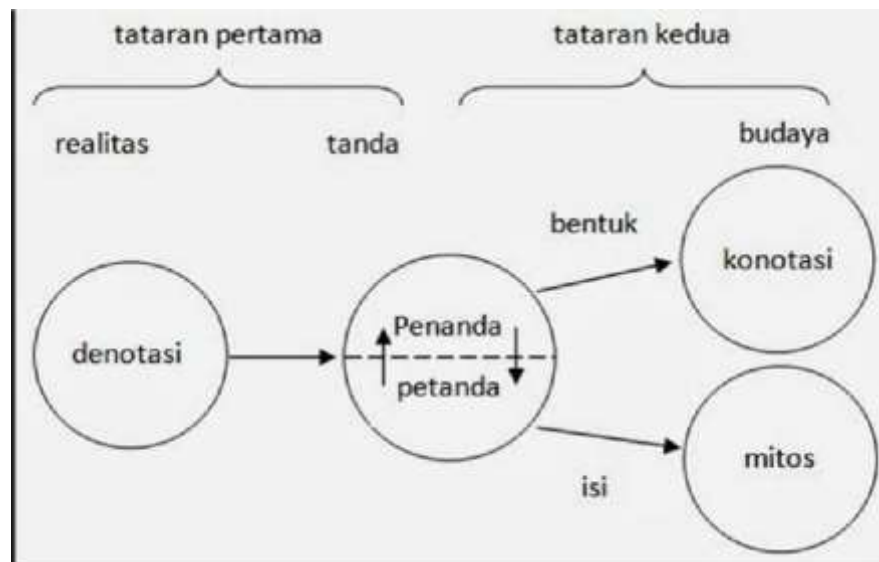 tataran pertama
tataran kedua
realitas
tanda
budaya
bentuk
konotasi
denotasi
Penanda
petanda
mitos
isi